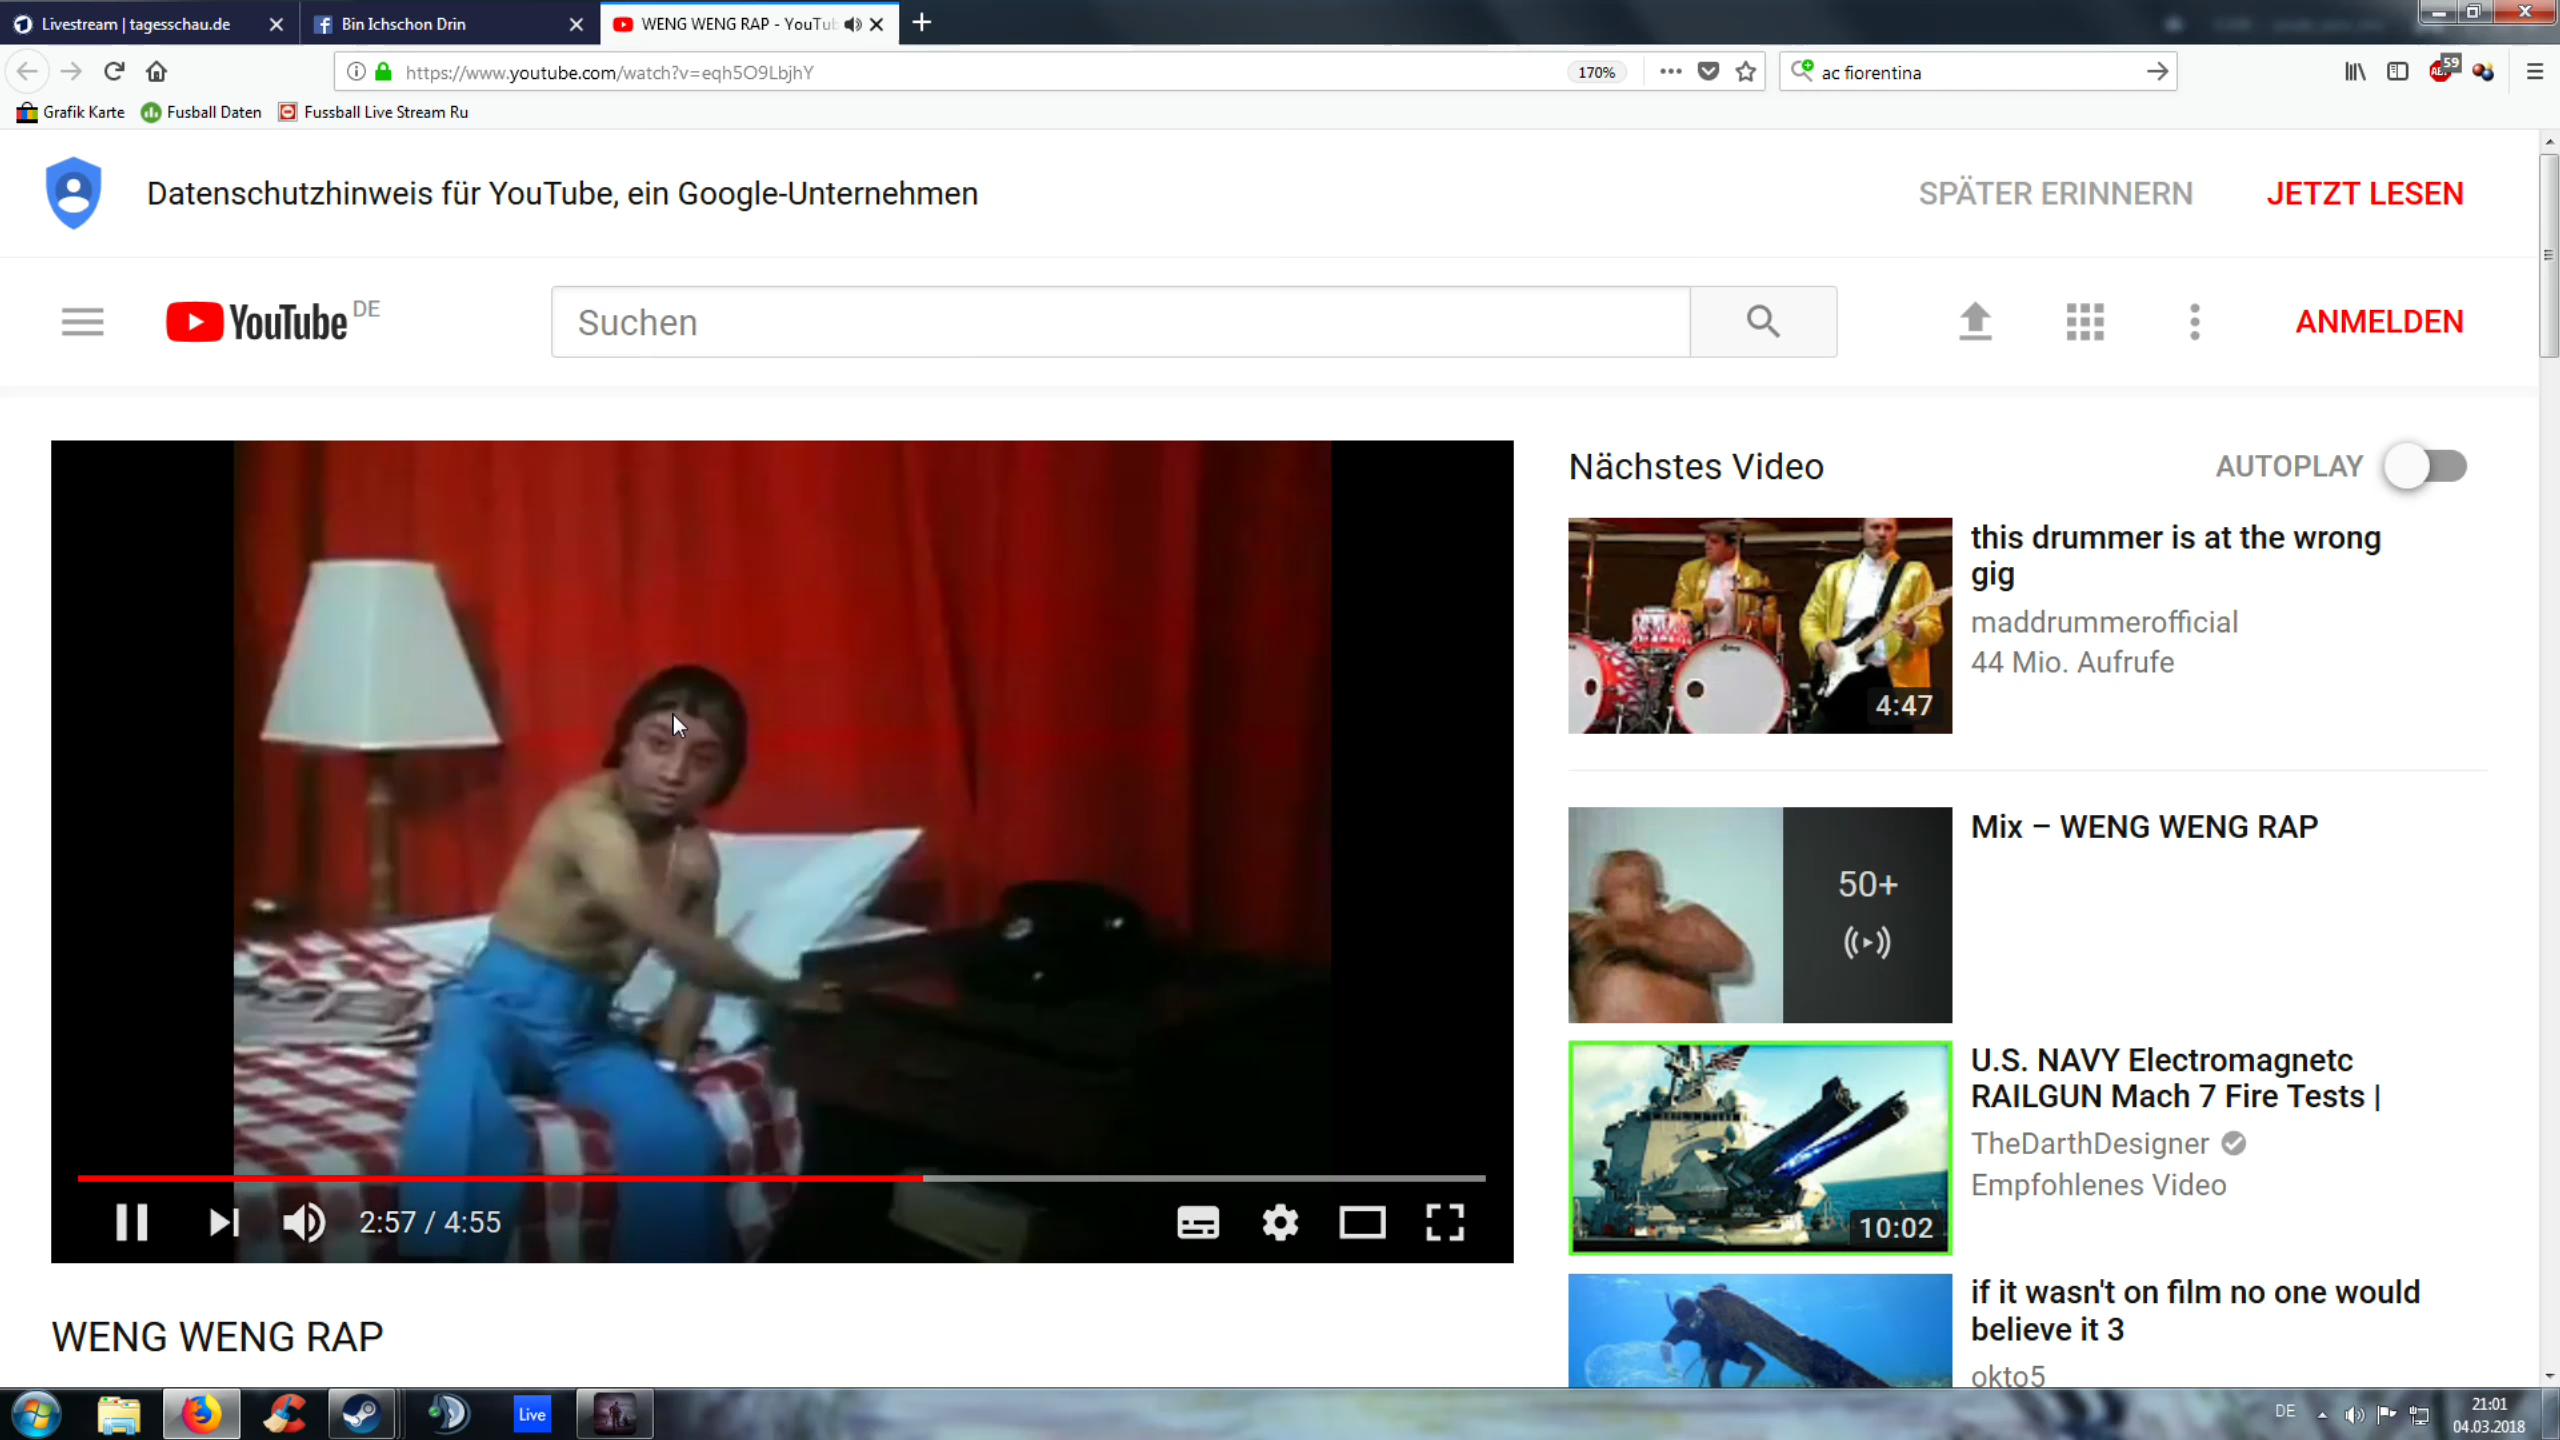 Livestream | tagesschau.de
Bin Ichschon Drin
WENG WENG RAP - YouTub
https://www.youtube.com/watch?v=eqh5O9LbjhY
170%
ac fiorentina
ABP
59
Grafik Karte
Fusball Daten
Fussball Live Stream Ru
Datenschutzhinweis für YouTube, ein Google-Unternehmen
SPÄTER ERINNERN
JETZT LESEN
YouTube DE
Suchen
ANMELDEN
Nächstes Video
AUTOPLAY
this drummer is at the wrong
gig
maddrummerofficial
44 Mio. Aufrufe
4:47
Mix – WENG WENG RAP
50+
U.S. NAVY Electromagnetc
RAILGUN Mach 7 Fire Tests |
TheDarthDesigner
Empfohlenes Video
10:02
if it wasn't on film no one would
believe it 3
okto5
2:57 / 4:55
WENG WENG RAP
Live
DE
21:01
04.03.2018